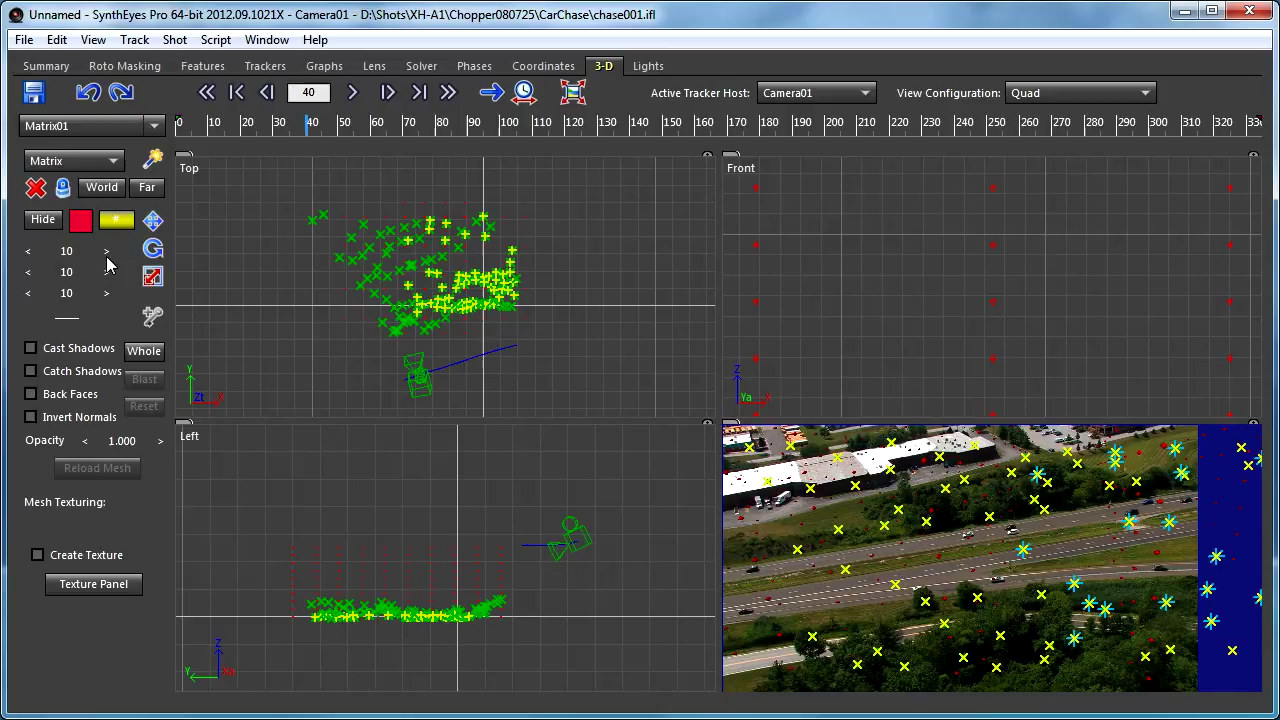 Unnamed - SynthEyes Pro 64-bit 2012.09.1021X - Camera01 - D:\Shots\XH-A1\Chopper080725\CarChase\chase001.ifl
File Edit View Track Shot Script Window Help
Summary Roto Masking Features Trackers Graphs Lens Solver Phases Coordinates 3-D Lights
40 Active Tracker Host: Camera01 View Configuration: Quad
Matrix01 0 10 20 30 40 50 60 70 80 90 100 110 120 130 140 150 160 170 180 190 200 210 220 230 240 250 260 270 280 290 300 310 320 33
Matrix
Top
Front
World Far
Hide #
< 10 >
< 10 >
< 10 >
Cast Shadows Whole
Catch Shadows Blast
Back Faces
Invert Normals Reset
Y
Zt X
Z
Ya X
Opacity < 1.000 >
Left
Reload Mesh
Mesh Texturing:
Create Texture
Texture Panel
Z
Y Xa